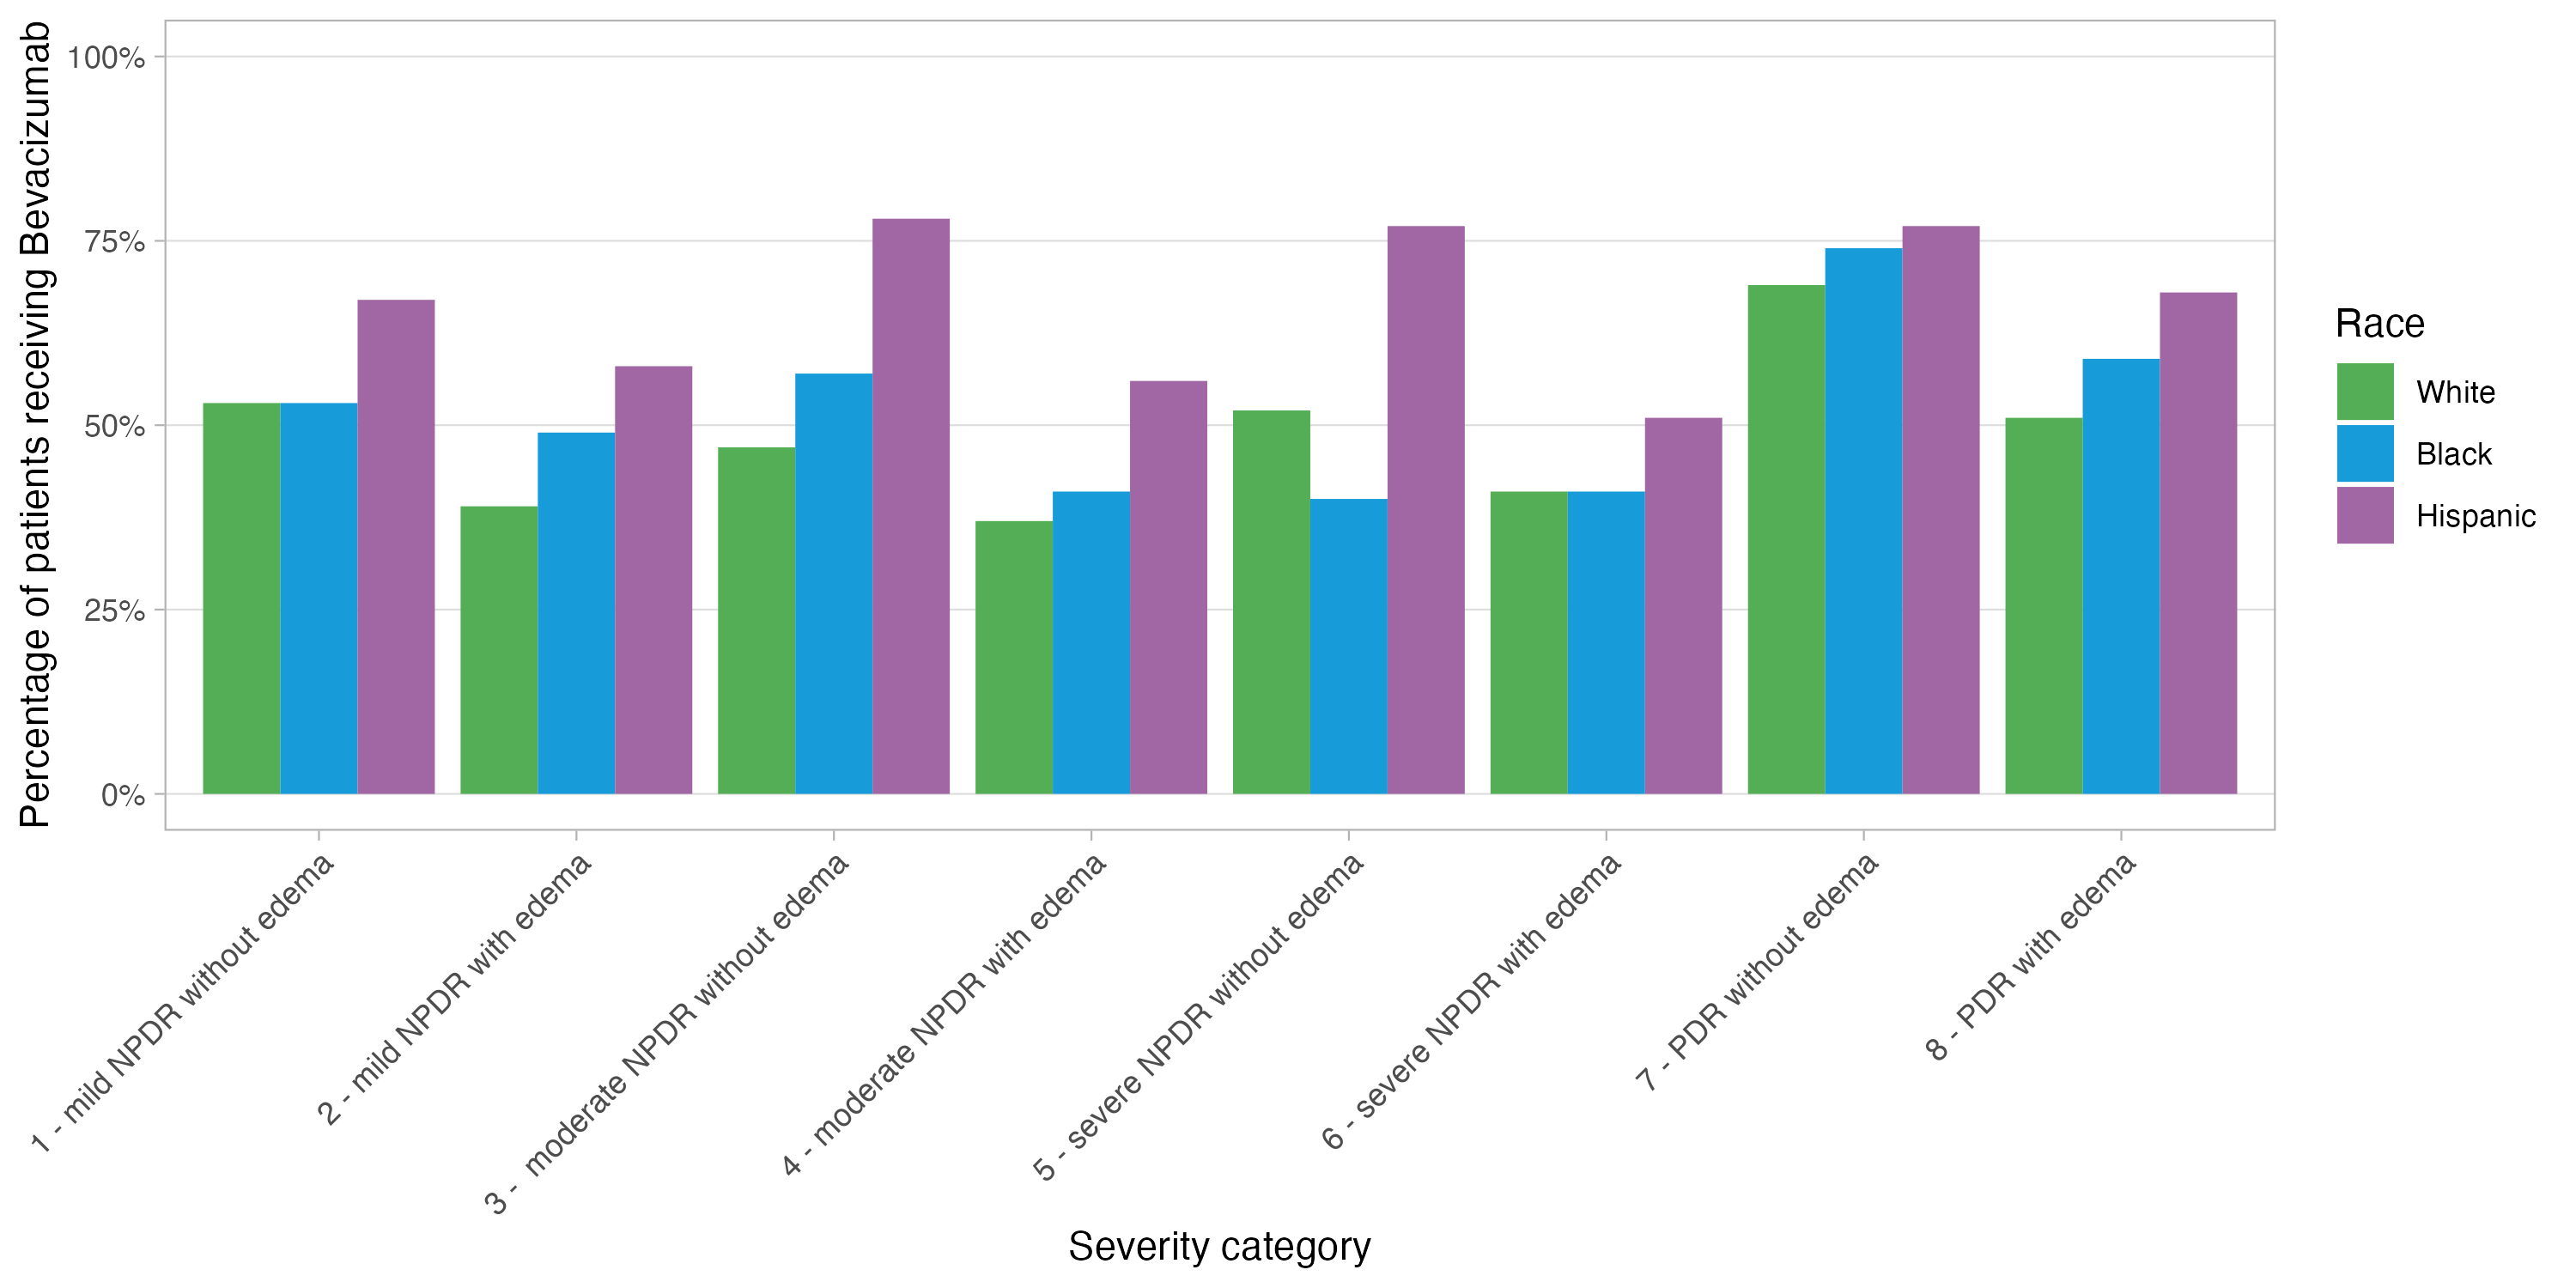 Percentage of patients receiving Bevacizumab
100%
75%
50%
25%
0%
1 - mild NPDR without edema
2 - mild NPDR with edema
3 -  moderate NPDR without edema
4 - moderate NPDR with edema
5 - severe NPDR without edema
6 - severe NPDR with edema
7 - PDR without edema
8 - PDR with edema
Severity category
Race
White
Black
Hispanic